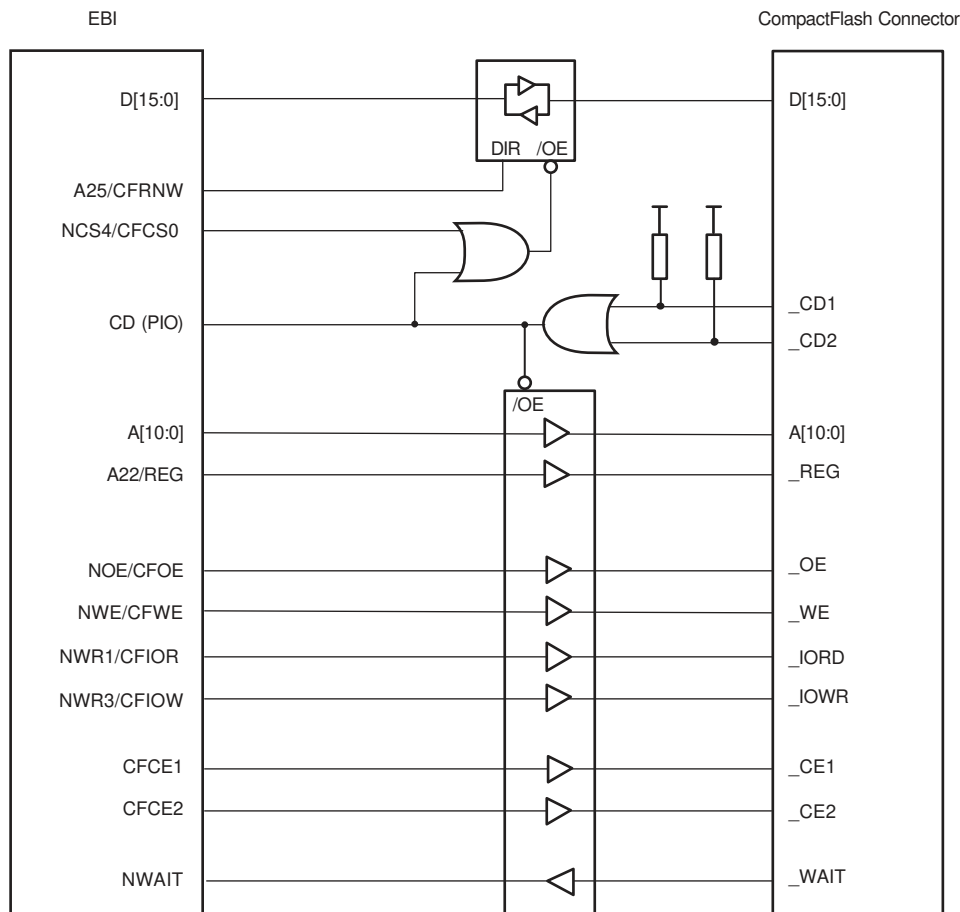 EBI CompactFlash Connector
D[15:0] D[15:0]
DIR /OE
A25/CFRNW
NCS4/CFCS0
_CD1
CD (PIO)
_CD2
/OE
A[10:0] A[10:0]
A22/REG _REG
NOE/CFOE _OE
NWE/CFWE _WE
NWR1/CFIOR _IORD
NWR3/CFIOW _IOWR
CFCE1 _CE1
CFCE2 _CE2
NWAIT _WAIT